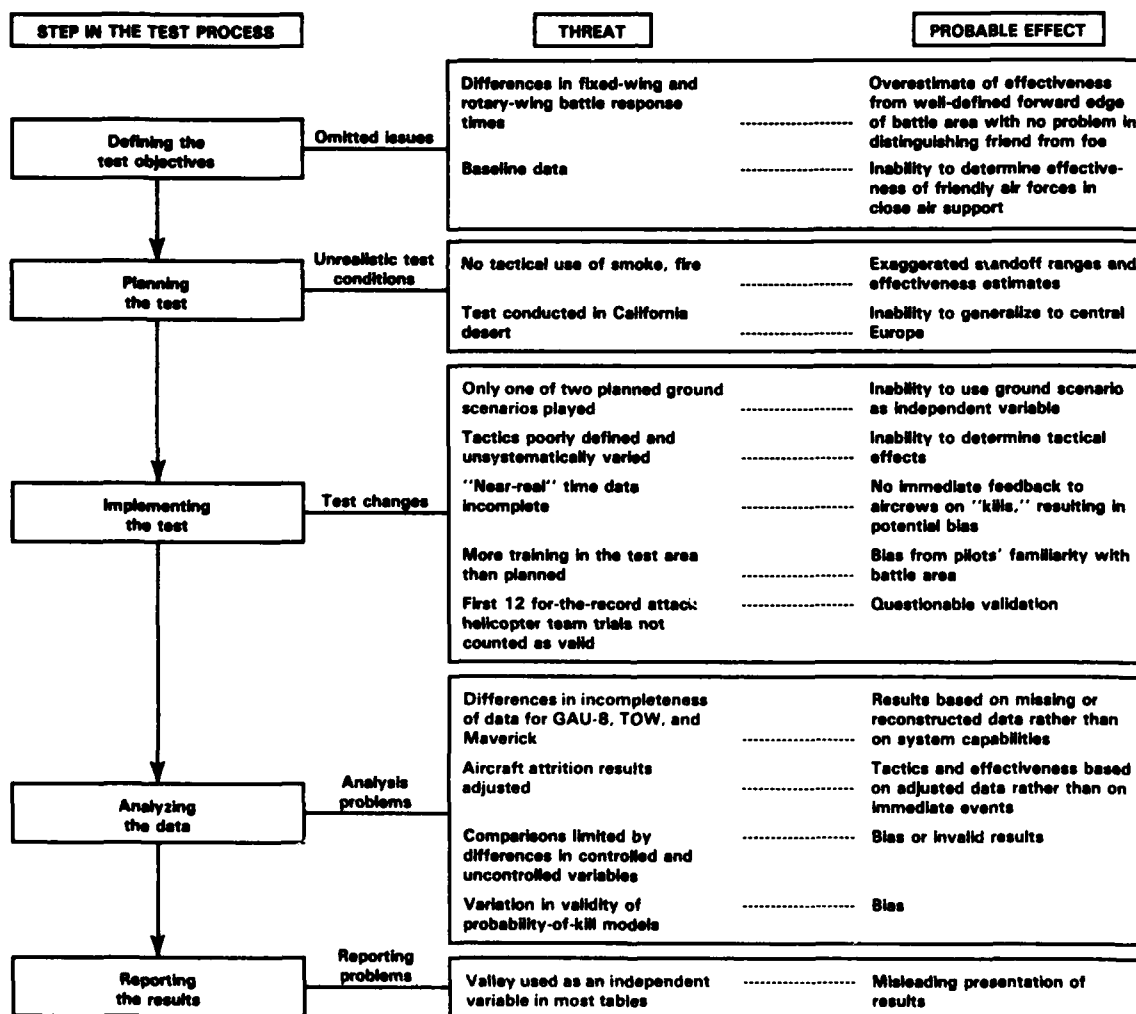 STEP IN THE TEST PROCESS
THREAT
PROBABLE EFFECT
Defining the
test objectives
Omitted issues
Differences in fixed-wing and
rotary-wing battle response
times
Overestimate of effectiveness
from well-defined forward edge
of battle area with no problem in
distinguishing friend from foe
Baseline data
Inability to determine effective-
ness of friendly air forces in
close air support
Planning
the test
Unrealistic test
conditions
No tactical use of smoke, fire
Exaggerated standoff ranges and
effectiveness estimates
Test conducted in California
desert
Inability to generalize to central
Europe
Implementing
the test
Test changes
Only one of two planned ground
scenarios played
Inability to use ground scenario
as independent variable
Tactics poorly defined and
unsystematically varied
Inability to determine tactical
effects
"Near-real" time data
incomplete
No immediate feedback to
aircrews on "kills," resulting in
potential bias
More training in the test area
than planned
Bias from pilots' familiarity with
battle area
First 12 for-the-record attack
helicopter team trials not
counted as valid
Questionable validation
Analyzing
the data
Analysis
problems
Differences in incompleteness
of data for GAU-8, TOW, and
Maverick
Results based on missing or
reconstructed data rather than
on system capabilities
Aircraft attrition results
adjusted
Tactics and effectiveness based
on adjusted data rather than on
immediate events
Comparisons limited by
differences in controlled and
uncontrolled variables
Bias or invalid results
Variation in validity of
probability-of-kill models
Bias
Reporting
the results
Reporting
problems
Valley used as an independent
variable in most tables
Misleading presentation of
results